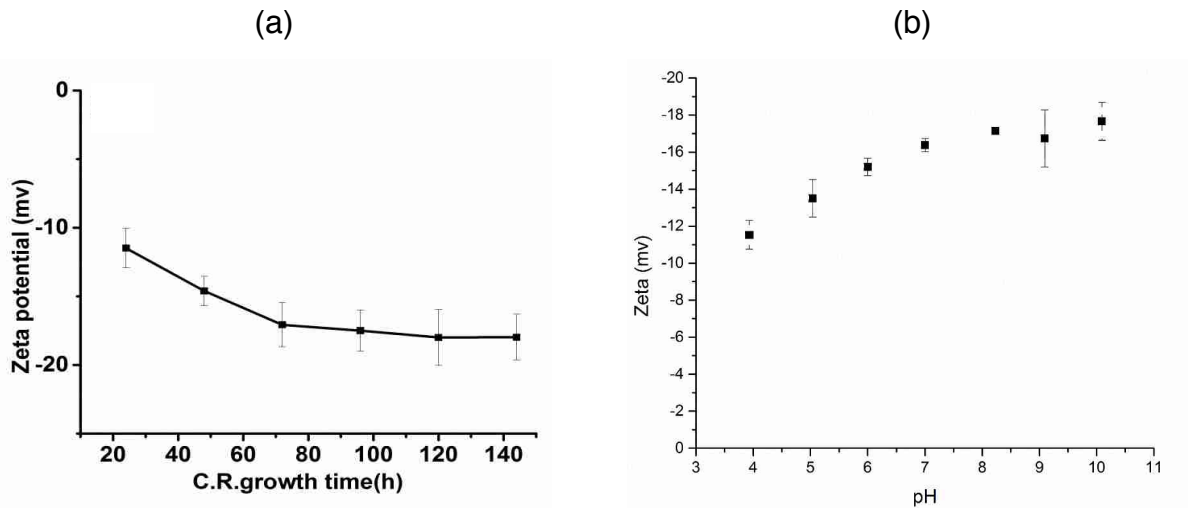 (a)
(b)
0
-10
-20
Zeta potential (mv)
20 40 60 80 100 120 140
C.R.growth time(h)
-20
-18
-16
-14
-12
-10
-8
-6
-4
-2
0
Zeta (mv)
3 4 5 6 7 8 9 10 11
pH